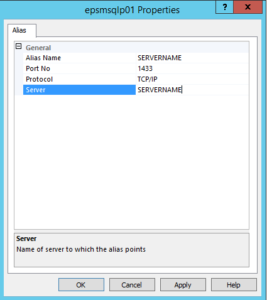 epsmsqlp01 Properties
? x
Alias
General
Alias Name SERVERNAME
Port No 1433
Protocol TCP/IP
Server SERVERNAME
Server
Name of server to which the alias points
OK Cancel Apply Help